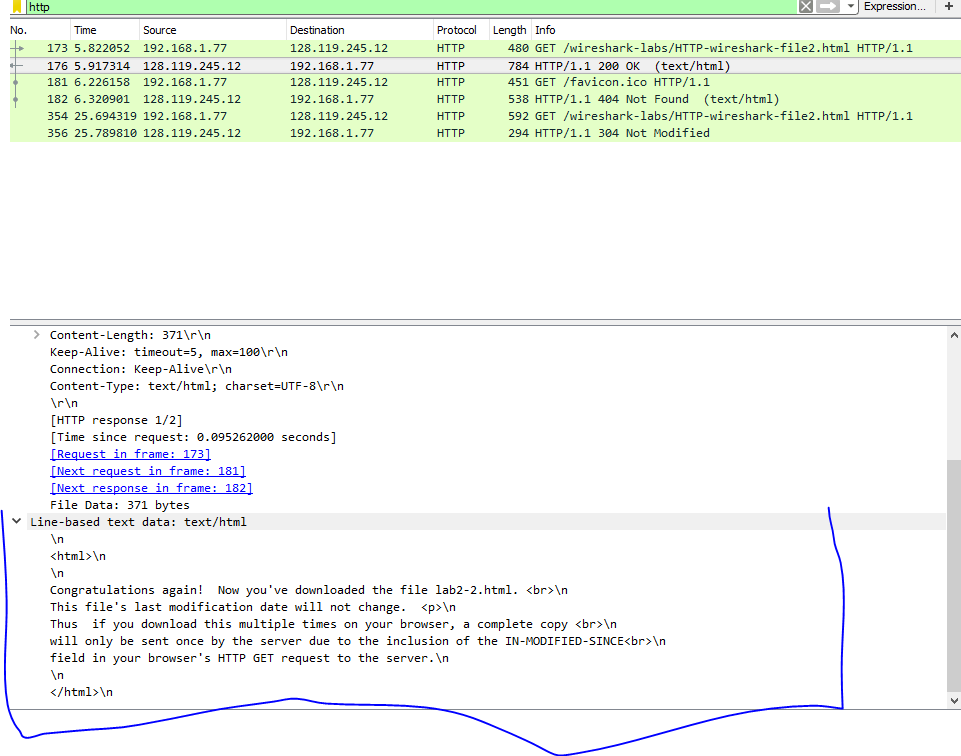 http Expression... +
No. Time Source Destination Protocol Length Info
173 5.822052 192.168.1.77 128.119.245.12 HTTP 480 GET /wireshark-labs/HTTP-wireshark-file2.html HTTP/1.1
176 5.917314 128.119.245.12 192.168.1.77 HTTP 784 HTTP/1.1 200 OK  (text/html)
181 6.226158 192.168.1.77 128.119.245.12 HTTP 451 GET /favicon.ico HTTP/1.1
182 6.320901 128.119.245.12 192.168.1.77 HTTP 538 HTTP/1.1 404 Not Found  (text/html)
354 25.694319 192.168.1.77 128.119.245.12 HTTP 592 GET /wireshark-labs/HTTP-wireshark-file2.html HTTP/1.1
356 25.789810 128.119.245.12 192.168.1.77 HTTP 294 HTTP/1.1 304 Not Modified
Content-Length: 371\r\n
Keep-Alive: timeout=5, max=100\r\n
Connection: Keep-Alive\r\n
Content-Type: text/html; charset=UTF-8\r\n
\r\n
[HTTP response 1/2]
[Time since request: 0.095262000 seconds]
[Request in frame: 173]
[Next request in frame: 181]
[Next response in frame: 182]
File Data: 371 bytes
Line-based text data: text/html
\n
<html>\n
\n
Congratulations again!  Now you've downloaded the file lab2-2.html. <br>\n
This file's last modification date will not change.  <p>\n
Thus  if you download this multiple times on your browser, a complete copy <br>\n
will only be sent once by the server due to the inclusion of the IN-MODIFIED-SINCE<br>\n
field in your browser's HTTP GET request to the server.\n
\n
</html>\n